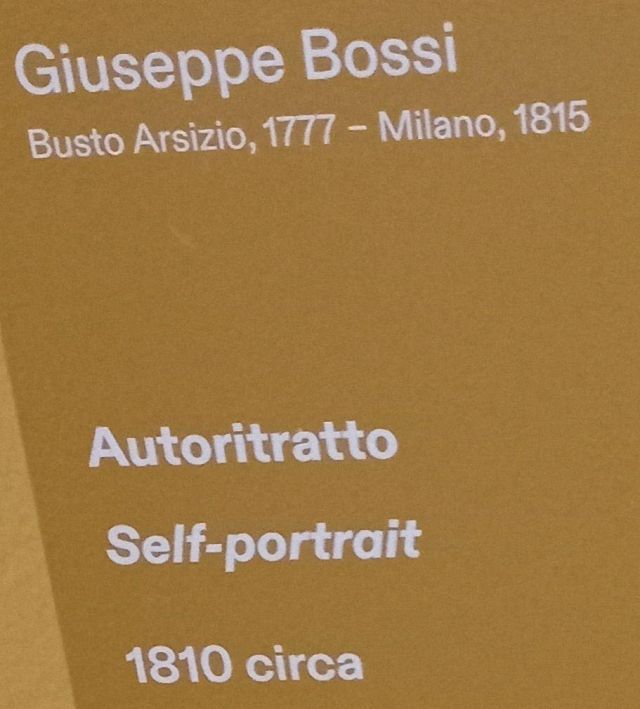 Giuseppe Bossi
Busto Arsizio, 1777 – Milano, 1815
Autoritratto
Self-portrait
1810 circa